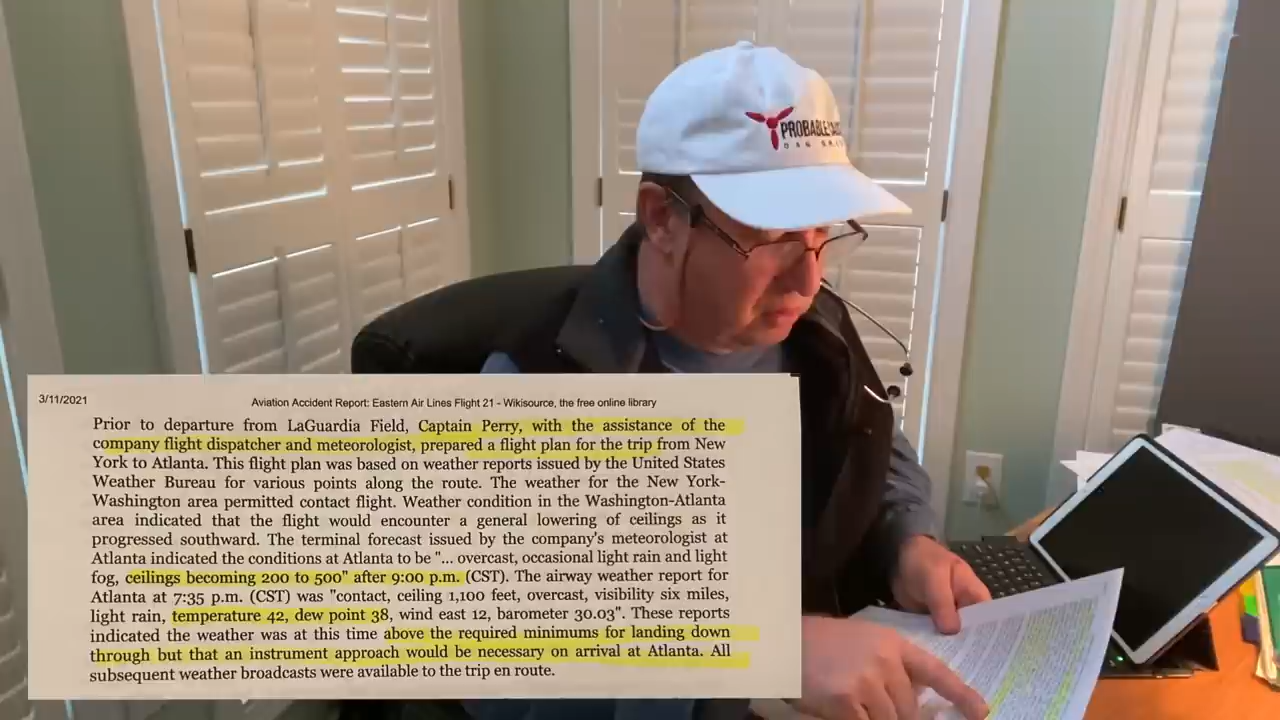 PROBABLE
3/11/2021
Aviation Accident Report: Eastern Air Lines Flight 21 - Wikisource, the free online library
Prior to departure from LaGuardia Field, Captain Perry, with the assistance of the
company flight dispatcher and meteorologist, prepared a flight plan for the trip from New
York to Atlanta. This flight plan was based on weather reports issued by the United States
Weather Bureau for various points along the route. The weather for the New York-
Washington area permitted contact flight. Weather condition in the Washington-Atlanta
area indicated that the flight would encounter a general lowering of ceilings as it
progressed southward. The terminal forecast issued by the company's meteorologist at
Atlanta indicated the conditions at Atlanta to be "... overcast, occasional light rain and light
fog, ceilings becoming 200 to 500" after 9:00 p.m. (CST). The airway weather report for
Atlanta at 7:35 p.m. (CST) was "contact, ceiling 1,100 feet, overcast, visibility six miles,
light rain, temperature 42, dew point 38, wind east 12, barometer 30.03". These reports
indicated the weather was at this time above the required minimums for landing down
through but that an instrument approach would be necessary on arrival at Atlanta. All
subsequent weather broadcasts were available to the trip en route.